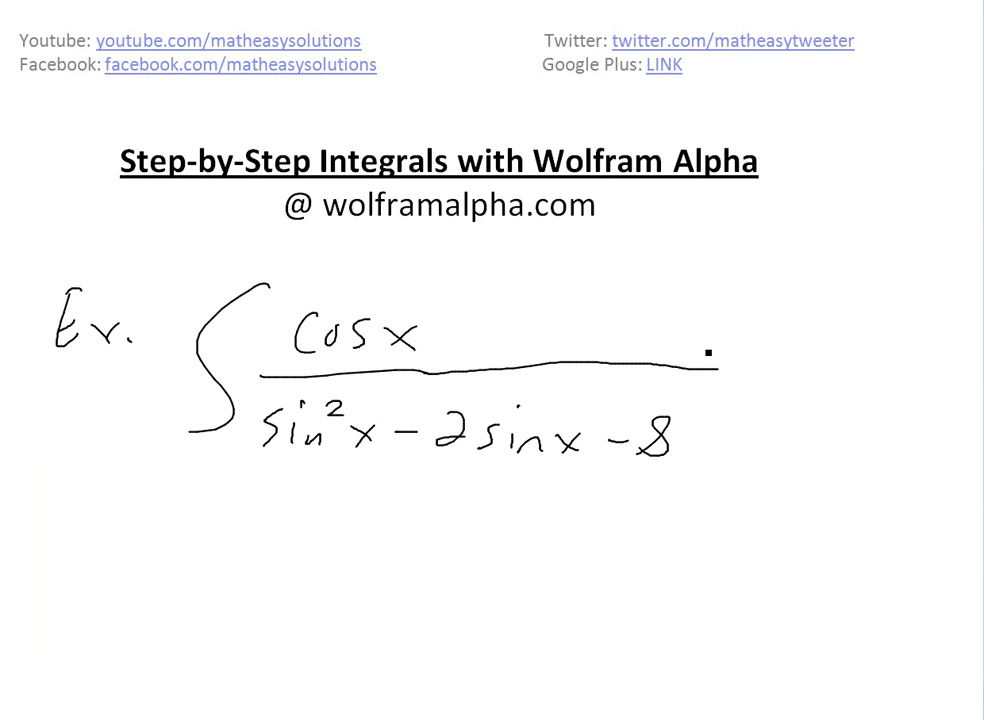 Youtube: youtube.com/matheasysolutions Twitter: twitter.com/matheasytweeter
Facebook: facebook.com/matheasysolutions Google Plus: LINK
Step-by-Step Integrals with Wolfram Alpha
@ wolframalpha.com
Ex. ∫ cosx
sin²x - 2sinx - 8